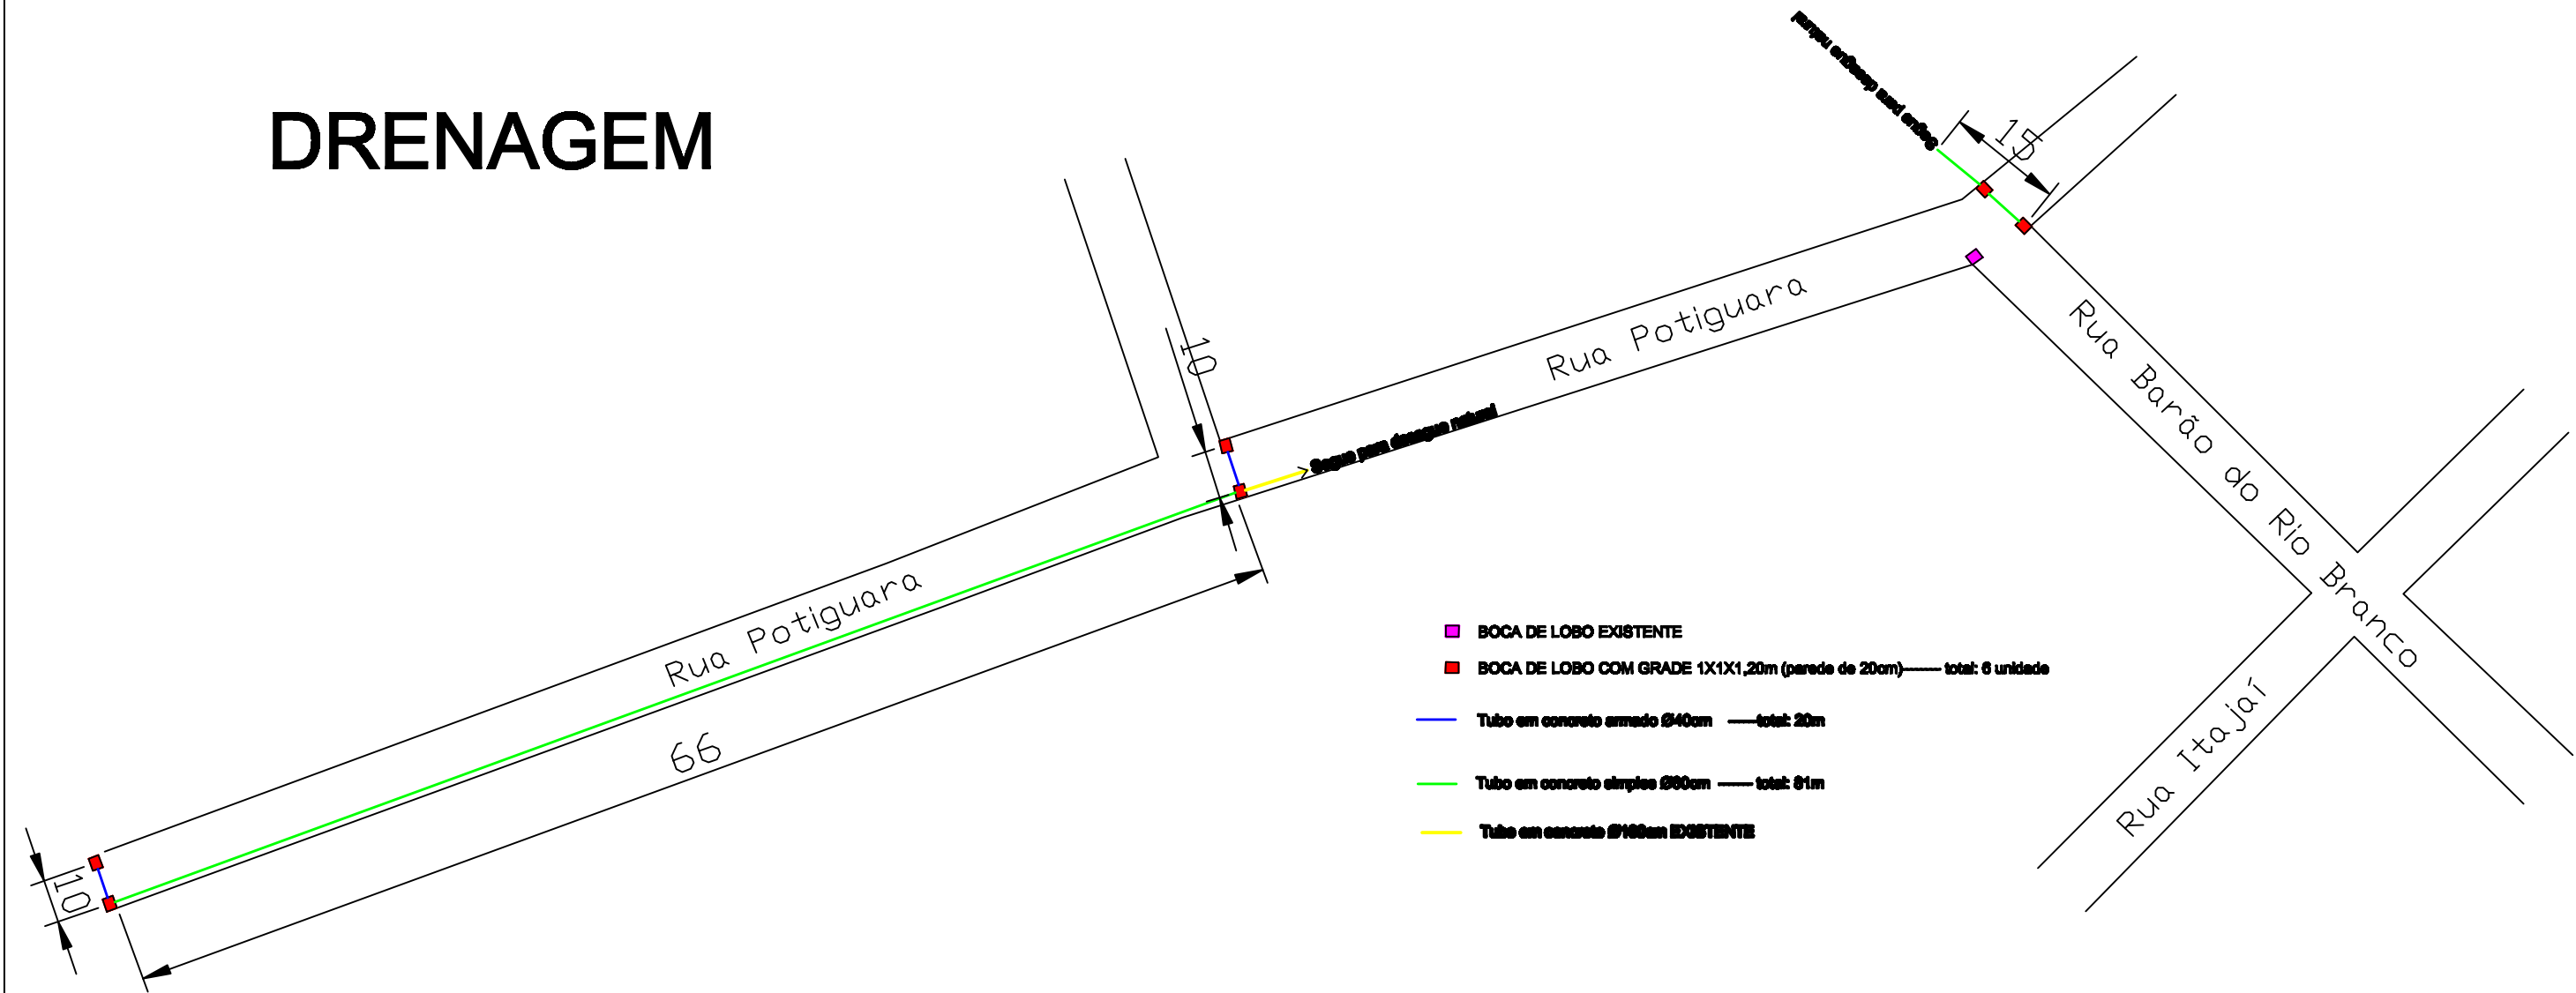 DRENAGEM
Segue para desague natural
15
10
Rua Potiguara
Segue para desague natural
Rua Barão do Rio Branco
Rua Potiguara
66
10
Rua Itajaí
BOCA DE LOBO EXISTENTE
BOCA DE LOBO COM GRADE 1X1X1,20m (parede de 20cm)------- total: 6 unidade
Tubo em concreto armado Ø40cm ------total: 20m
Tubo em concreto simples Ø60cm ------- total: 81m
Tubo em concreto EXISTENTE